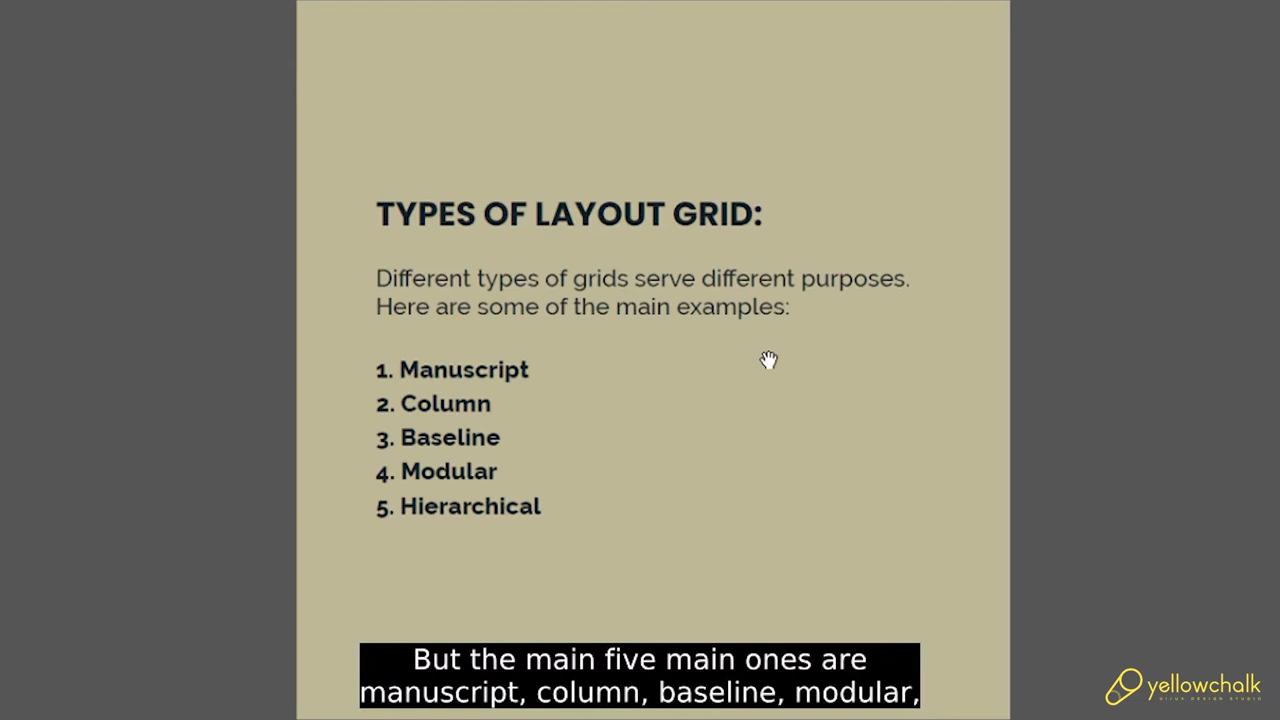 TYPES OF LAYOUT GRID:
Different types of grids serve different purposes.
Here are some of the main examples:
1. Manuscript
2. Column
3. Baseline
4. Modular
5. Hierarchical
But the main five main ones are
manuscript, column, baseline, modular,
yellowchalk